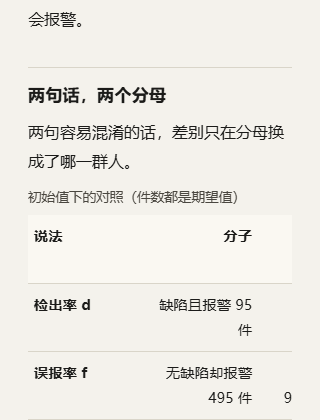 会报警。
两句话，两个分母
两句容易混淆的话，差别只在分母换
成了哪一群人。
初始值下的对照（件数都是期望值）
说法 分子
检出率 d 缺陷且报警 95
件
误报率 f 无缺陷却报警
495 件 9